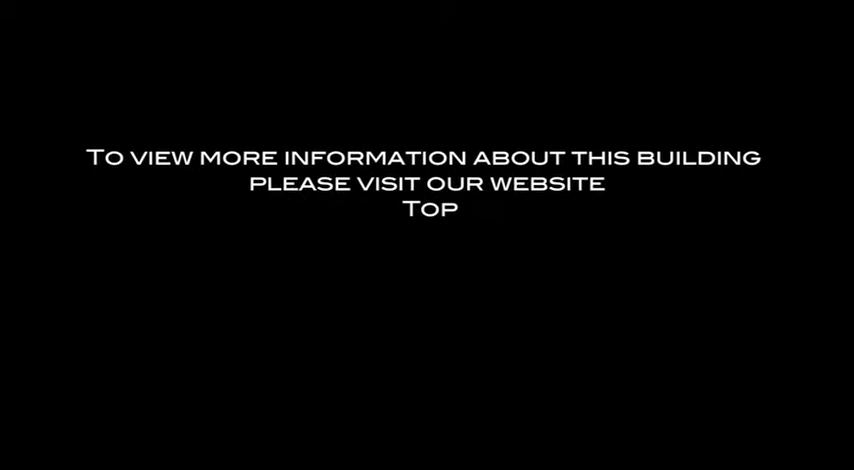 To view more information about this building
please visit our website
Top